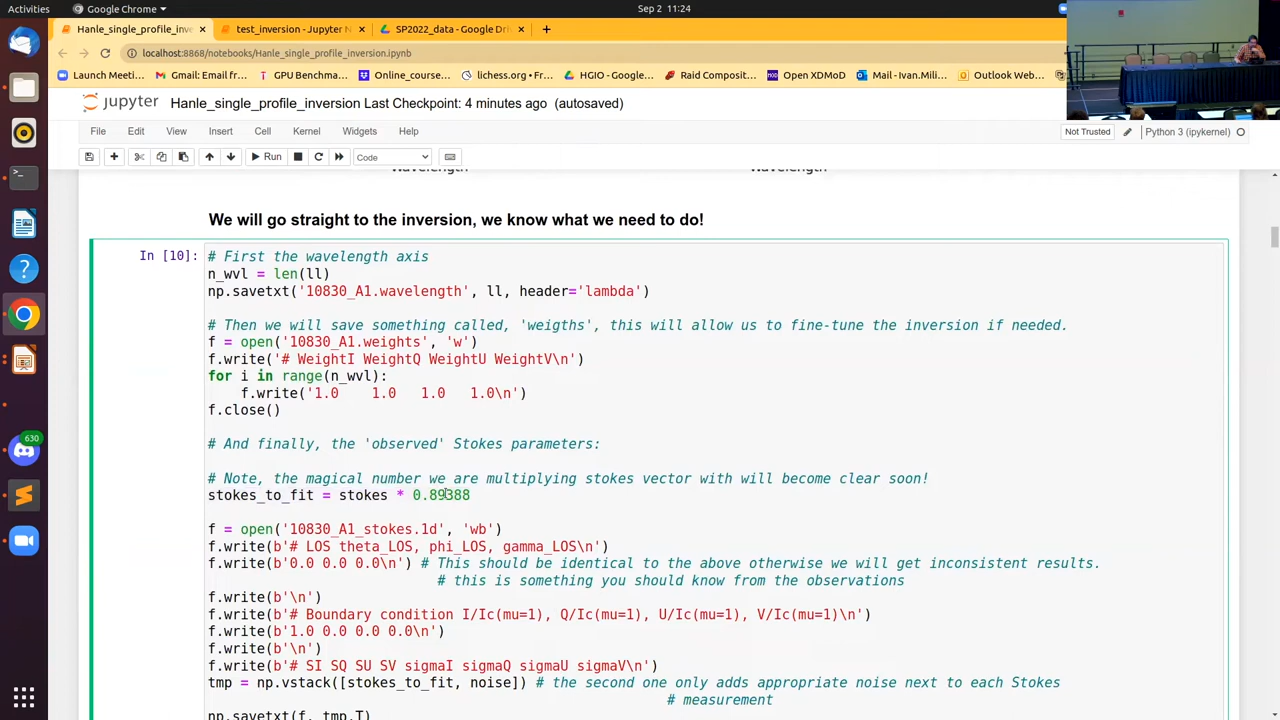 Activities
Google Chrome
Sep 2 11:24
Hanle_single_profile_inve
test_inversion - Jupyter N
SP2022_data - Google Dri
localhost:8868/notebooks/Hanle_single_profile_inversion.ipynb
Launch Meeti...
Gmail: Email fr...
GPU Benchma...
Online_course...
lichess.org • Fr...
HGIO - Google...
Raid Composit...
Open XDMoD
Mail - Ivan.Mili...
Outlook Web...
jupyter
Hanle_single_profile_inversion Last Checkpoint: 4 minutes ago (autosaved)
File Edit View Insert Cell Kernel Widgets Help
Not Trusted
Python 3 (ipykernel)
Run
Code
Wavelength
Wavelength
We will go straight to the inversion, we know what we need to do!
In [10]:
# First the wavelength axis
n_wvl = len(ll)
np.savetxt('10830_A1.wavelength', ll, header='lambda')
# Then we will save something called, 'weigths', this will allow us to fine-tune the inversion if needed.
f = open('10830_A1.weights', 'w')
f.write('# WeightI WeightQ WeightU WeightV\n')
for i in range(n_wvl):
    f.write('1.0    1.0   1.0   1.0\n')
f.close()
# And finally, the 'observed' Stokes parameters:
# Note, the magical number we are multiplying stokes vector with will become clear soon!
stokes_to_fit = stokes * 0.89388
f = open('10830_A1_stokes.1d', 'wb')
f.write(b'# LOS theta_LOS, phi_LOS, gamma_LOS\n')
f.write(b'0.0 0.0 0.0\n') # This should be identical to the above otherwise we will get inconsistent results.
# this is something you should know from the observations
f.write(b'\n')
f.write(b'# Boundary condition I/Ic(mu=1), Q/Ic(mu=1), U/Ic(mu=1), V/Ic(mu=1)\n')
f.write(b'1.0 0.0 0.0 0.0\n')
f.write(b'\n')
f.write(b'# SI SQ SU SV sigmaI sigmaQ sigmaU sigmaV\n')
tmp = np.vstack([stokes_to_fit, noise]) # the second one only adds appropriate noise next to each Stokes
# measurement
np.savetxt(f, tmp.T)
630